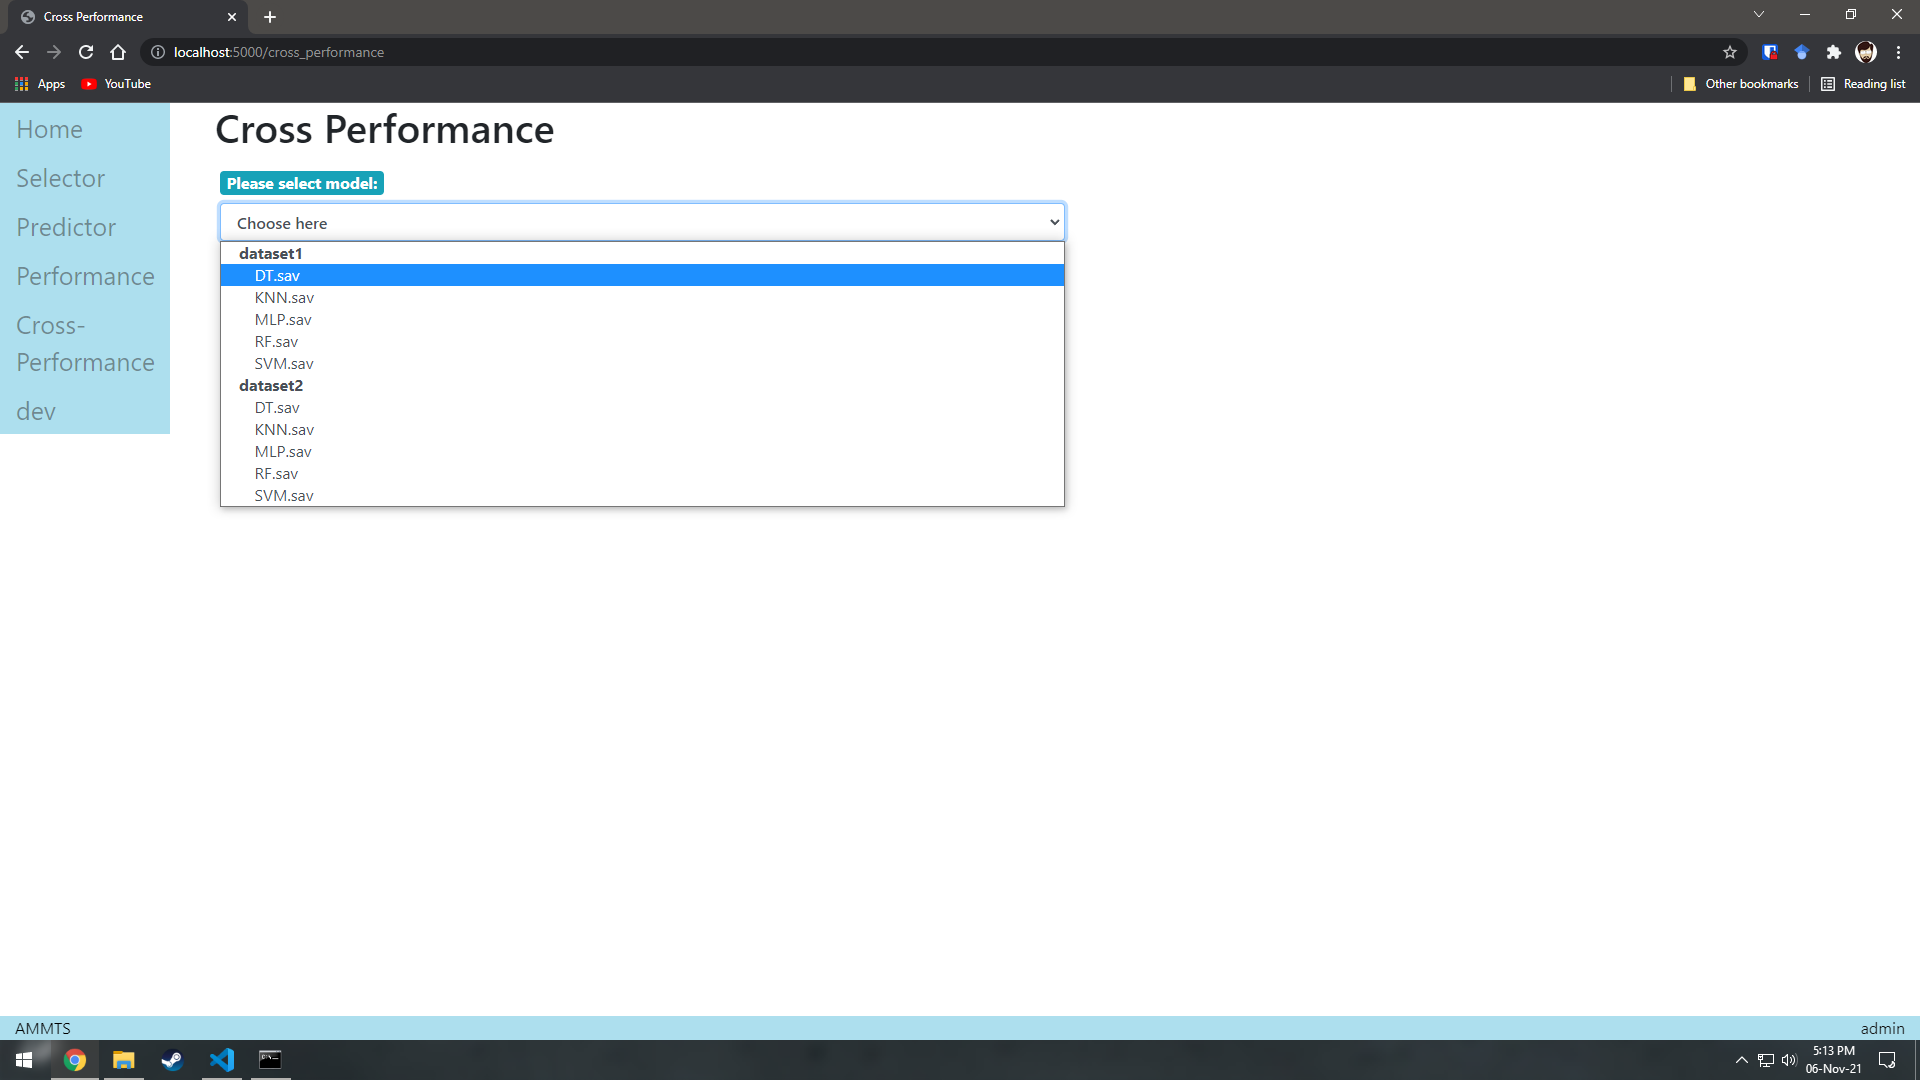 Cross Performance
localhost:5000/cross_performance
Apps
YouTube
Other bookmarks
Reading list
Home
Selector
Predictor
Performance
Cross-
Performance
dev
Cross Performance
Please select model:
Choose here
dataset1
DT.sav
KNN.sav
MLP.sav
RF.sav
SVM.sav
dataset2
DT.sav
KNN.sav
MLP.sav
RF.sav
SVM.sav
AMMTS
admin
5:13 PM
06-Nov-21